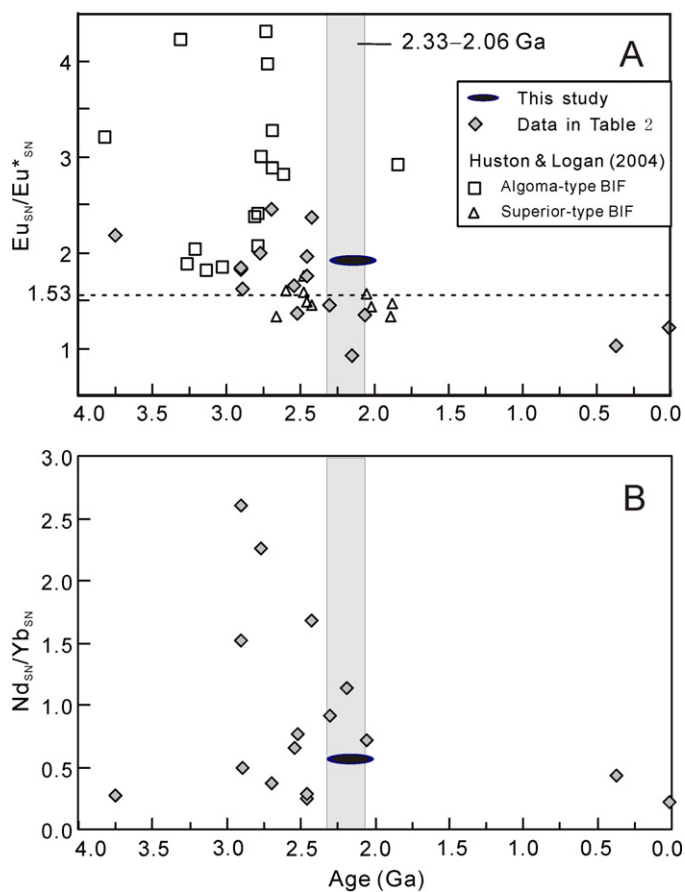 2.33–2.06 Ga
A
This study
Data in Table 2
Huston & Logan (2004)
Algoma-type BIF
Superior-type BIF
Eu_SN/Eu*_SN
4
3
2
1.53
1
4.0 3.5 3.0 2.5 2.0 1.5 1.0 0.5 0.0
B
Nd_SN/Yb_SN
3.0
2.5
2.0
1.5
1.0
0.5
0.0
4.0 3.5 3.0 2.5 2.0 1.5 1.0 0.5 0.0
Age (Ga)